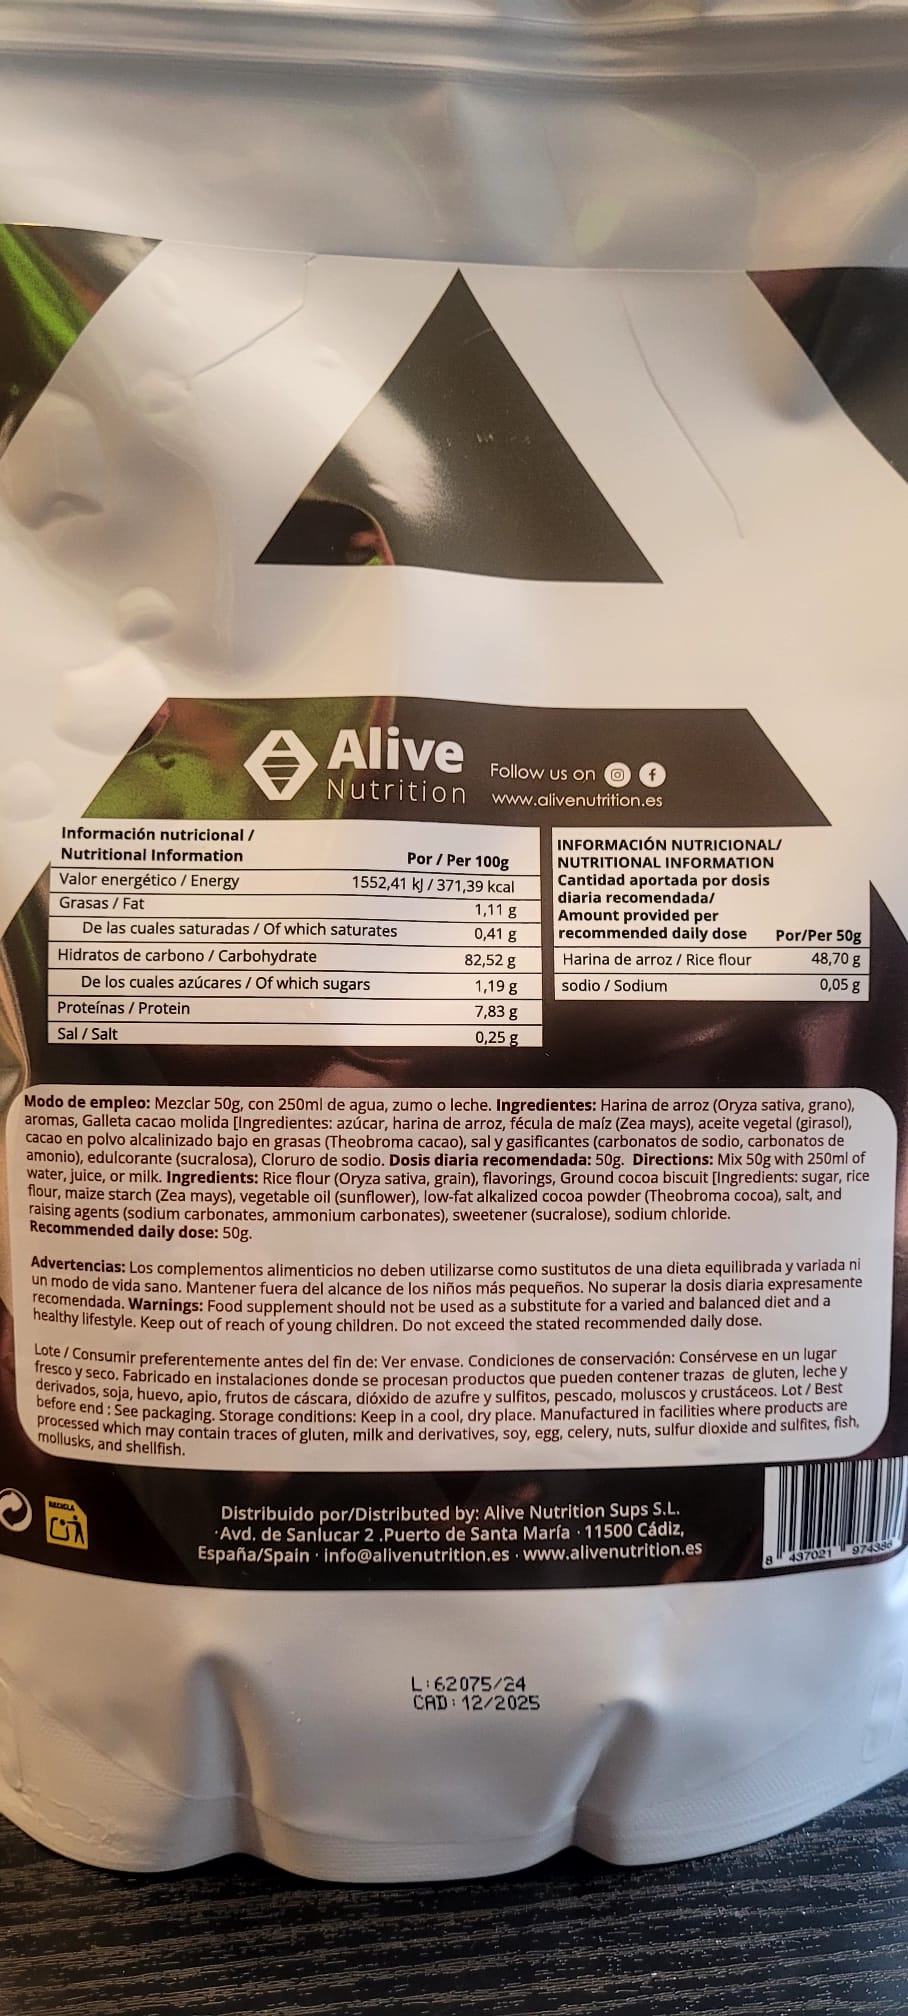 Alive
Nutrition
Follow us on
www.alivenutrition.es
Información nutricional /
Nutritional Information Por / Per 100g
Valor energético / Energy 1552,41 kJ / 371,39 kcal
Grasas / Fat 1,11 g
De las cuales saturadas / Of which saturates 0,41 g
Hidratos de carbono / Carbohydrate 82,52 g
De los cuales azúcares / Of which sugars 1,19 g
Proteínas / Protein 7,83 g
Sal / Salt 0,25 g
INFORMACIÓN NUTRICIONAL/
NUTRITIONAL INFORMATION
Cantidad aportada por dosis
diaria recomendada/
Amount provided per
recommended daily dose Por/Per 50g
Harina de arroz / Rice flour 48,70 g
sodio / Sodium 0,05 g
Modo de empleo: Mezclar 50g, con 250ml de agua, zumo o leche. Ingredientes: Harina de arroz (Oryza sativa, grano),
aromas, Galleta cacao molida [Ingredientes: azúcar, harina de arroz, fécula de maíz (Zea mays), aceite vegetal (girasol),
cacao en polvo alcalinizado bajo en grasas (Theobroma cacao), sal y gasificantes (carbonatos de sodio, carbonatos de
amonio), edulcorante (sucralosa), Cloruro de sodio. Dosis diaria recomendada: 50g. Directions: Mix 50g with 250ml of
water, juice, or milk. Ingredients: Rice flour (Oryza sativa, grain), flavorings, Ground cocoa biscuit [Ingredients: sugar, rice
flour, maize starch (Zea mays), vegetable oil (sunflower), low-fat alkalized cocoa powder (Theobroma cocoa), salt, and
raising agents (sodium carbonates, ammonium carbonates), sweetener (sucralose), sodium chloride.
Recommended daily dose: 50g.
Advertencias: Los complementos alimenticios no deben utilizarse como sustitutos de una dieta equilibrada y variada ni
un modo de vida sano. Mantener fuera del alcance de los niños más pequeños. No superar la dosis diaria expresamente
recomendada. Warnings: Food supplement should not be used as a substitute for a varied and balanced diet and a
healthy lifestyle. Keep out of reach of young children. Do not exceed the stated recommended daily dose.
Lote / Consumir preferentemente antes del fin de: Ver envase. Condiciones de conservación: Consérvese en un lugar
fresco y seco. Fabricado en instalaciones donde se procesan productos que pueden contener trazas de gluten, leche y
derivados, soja, huevo, apio, frutos de cáscara, dióxido de azufre y sulfitos, pescado, moluscos y crustáceos. Lot / Best
before end : See packaging. Storage conditions: Keep in a cool, dry place. Manufactured in facilities where products are
processed which may contain traces of gluten, milk and derivatives, soy, egg, celery, nuts, sulfur dioxide and sulfites, fish,
mollusks, and shellfish.
RECICLA
Distribuido por/Distributed by: Alive Nutrition Sups S.L.
·Avd. de Sanlucar 2 .Puerto de Santa María · 11500 Cádiz,
España/Spain · info@alivenutrition.es · www.alivenutrition.es
8 437021 974386
L:62075/24
CAD:12/2025